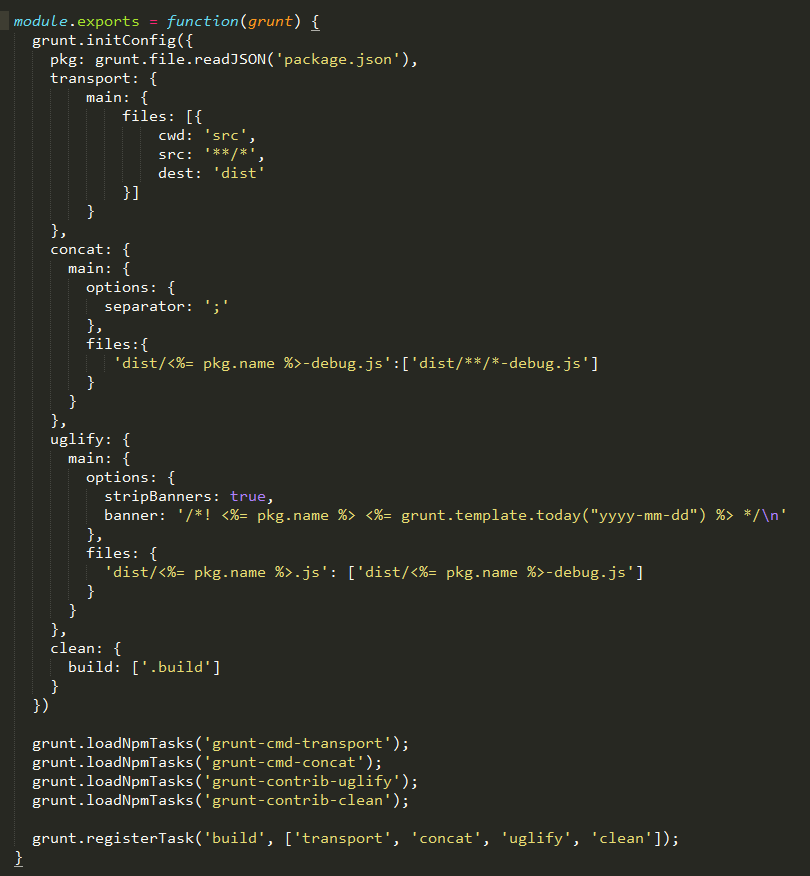 module.exports = function(grunt) {
  grunt.initConfig({
    pkg: grunt.file.readJSON('package.json'),
    transport: {
        main: {
            files: [{
                cwd: 'src',
                src: '**/*',
                dest: 'dist'
            }]
        }
    },
    concat: {
      main: {
        options: {
          separator: ';'
        },
        files:{
           'dist/<%= pkg.name %>-debug.js':['dist/**/*-debug.js']
        }
      }
    },
    uglify: {
      main: {
        options: {
          stripBanners: true,
          banner: '/*! <%= pkg.name %> <%= grunt.template.today("yyyy-mm-dd") %> */\n'
        },
        files: {
          'dist/<%= pkg.name %>.js': ['dist/<%= pkg.name %>-debug.js']
        }
      }
    },
    clean: {
      build: ['.build']
    }
  })

  grunt.loadNpmTasks('grunt-cmd-transport');
  grunt.loadNpmTasks('grunt-cmd-concat');
  grunt.loadNpmTasks('grunt-contrib-uglify');
  grunt.loadNpmTasks('grunt-contrib-clean');

  grunt.registerTask('build', ['transport', 'concat', 'uglify', 'clean']);
}